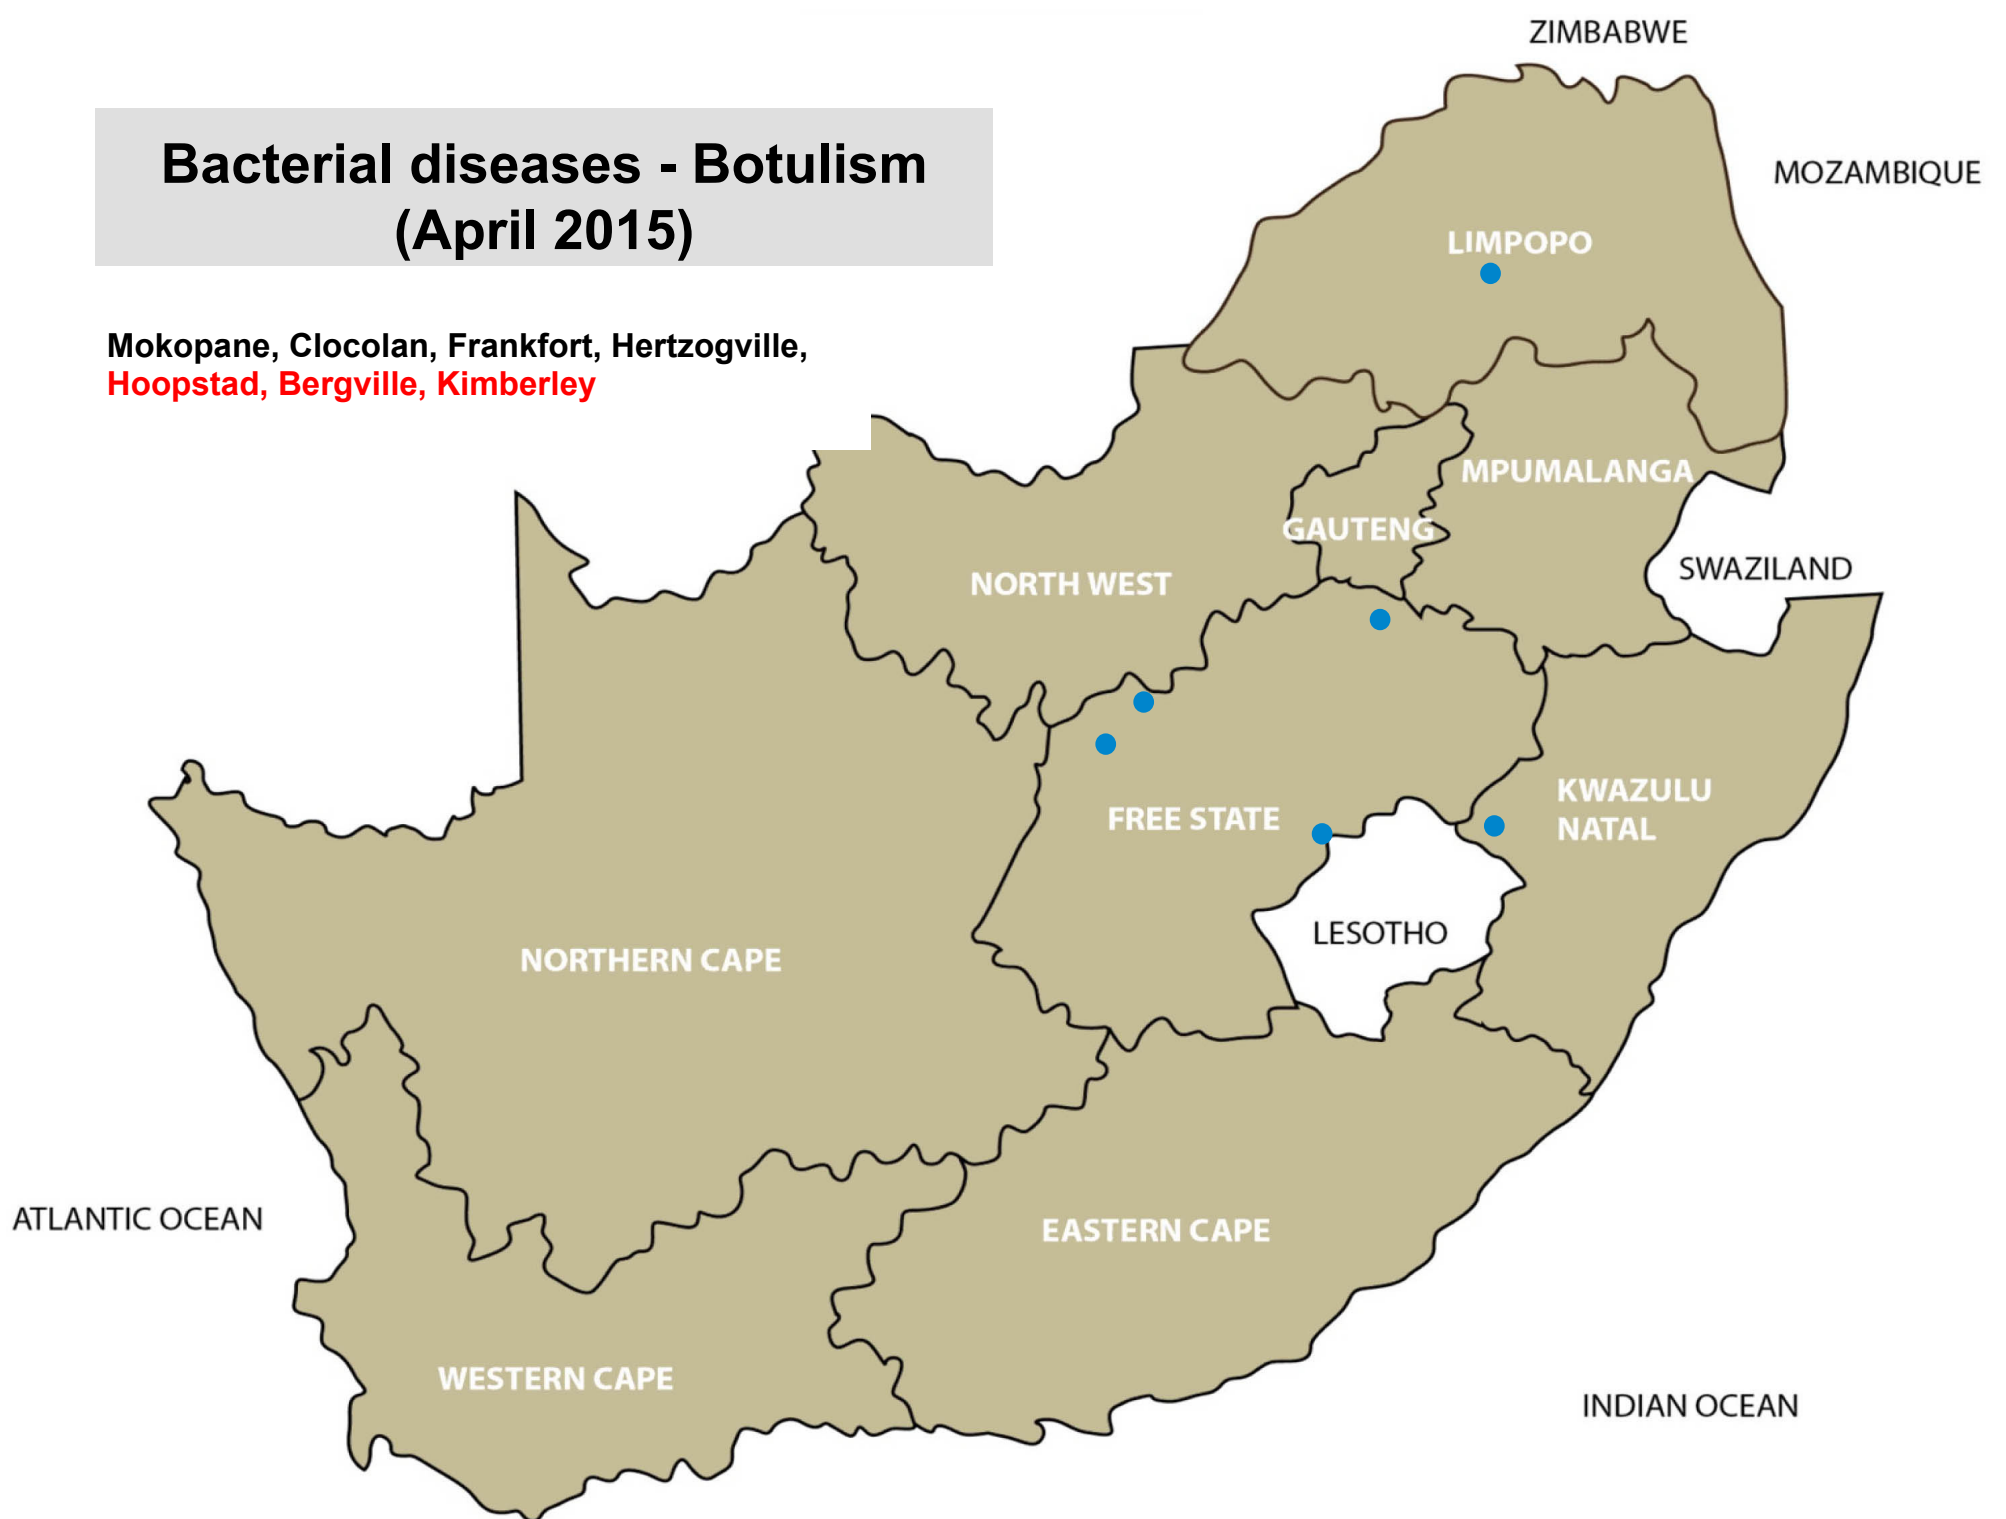 ZIMBABWE
Bacterial diseases - Botulism
(April 2015)
MOZAMBIQUE
LIMPOPO
Mokopane, Clocolan, Frankfort, Hertzogville,
Hoopstad, Bergville, Kimberley
MPUMALANGA
GAUTENG
SWAZILAND
NORTH WEST
KWAZULU
NATAL
FREE STATE
LESOTHO
NORTHERN CAPE
ATLANTIC OCEAN
EASTERN CAPE
WESTERN CAPE
INDIAN OCEAN